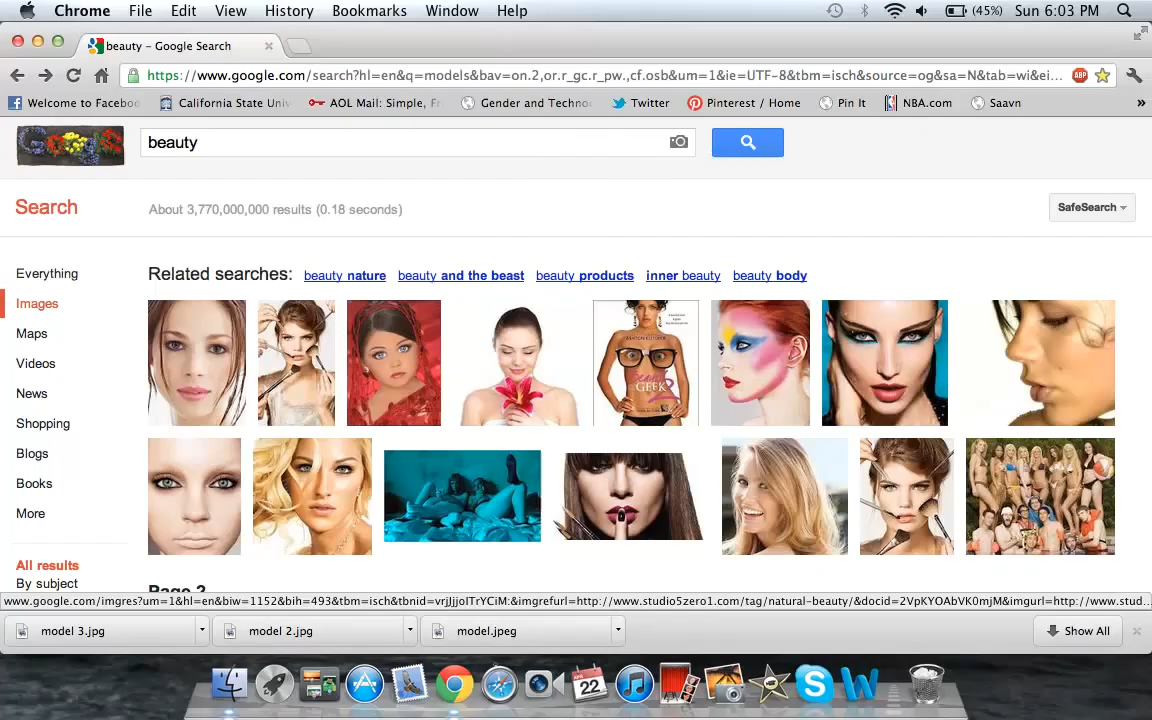 Chrome File Edit View History Bookmarks Window Help (45%) Sun 6:03 PM
beauty – Google Search
https://www.google.com/search?hl=en&q=models&bav=on.2,or.r_gc.r_pw.,cf.osb&um=1&ie=UTF-8&tbm=isch&source=og&sa=N&tab=wi&ei...
Welcome to Faceboo California State Univ AOL Mail: Simple, Fr Gender and Techno Twitter Pinterest / Home Pin It NBA.com Saavn »
Google beauty
Search About 3,770,000,000 results (0.18 seconds) SafeSearch
Everything
Images
Maps
Videos
News
Shopping
Blogs
Books
More
All results
By subject
Related searches: beauty nature beauty and the beast beauty products inner beauty beauty body
ASHTON KUTCHER
GEEK
Page 2
www.google.com/imgres?um=1&hl=en&biw=1152&bih=493&tbm=isch&tbnid=vrjJjjoITrYCiM:&imgrefurl=http://www.studio5zero1.com/tag/natural-beauty/&docid=2VpKYOAbVK0mjM&imgurl=http://www.stud...
model 3.jpg model 2.jpg model.jpeg Show All
22